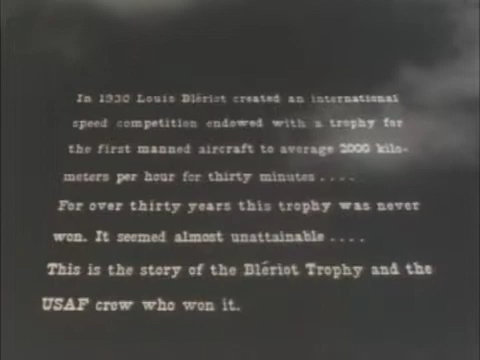 In 1930 Louis Blériot created an international
speed competition endowed with a trophy for
the first manned aircraft to average 2000 kilo-
meters per hour for thirty minutes....
For over thirty years this trophy was never
won. It seemed almost unattainable....
This is the story of the Blériot Trophy and the
USAF crew who won it.